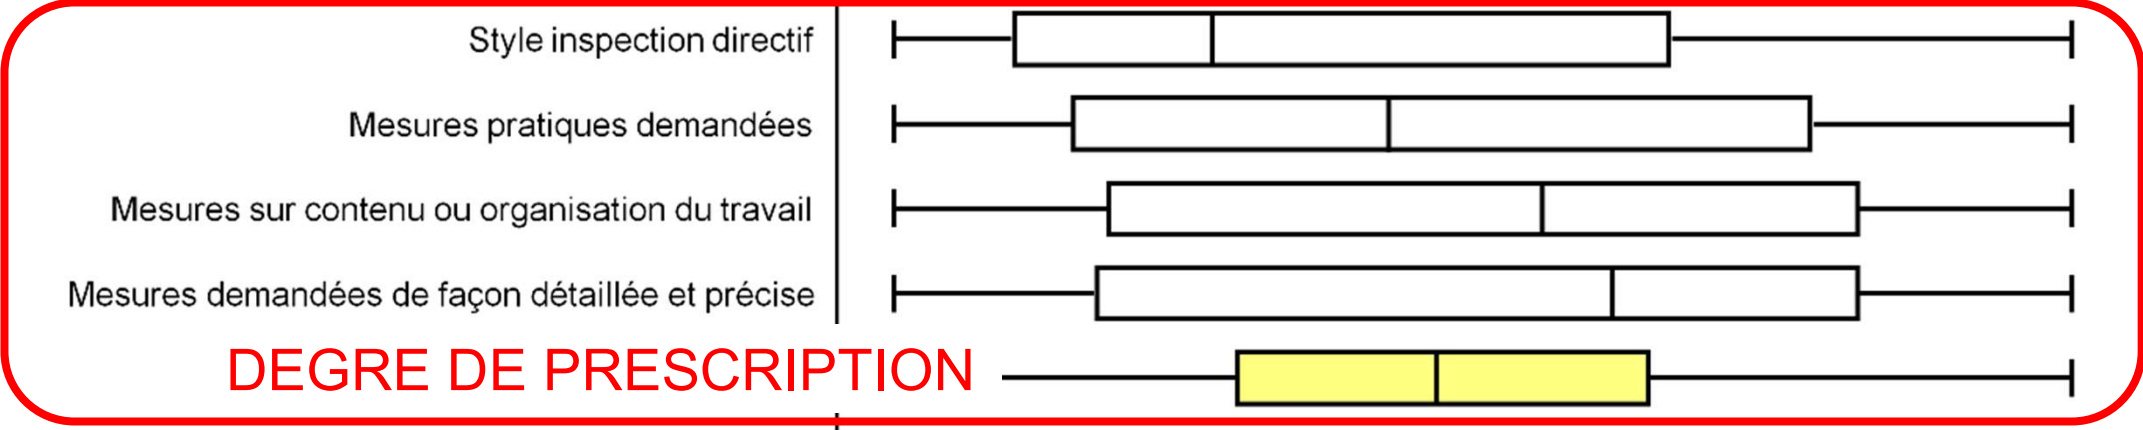 Style inspection directif
Mesures pratiques demandées
Mesures sur contenu ou organisation du travail
Mesures demandées de façon détaillée et précise
DEGRE DE PRESCRIPTION